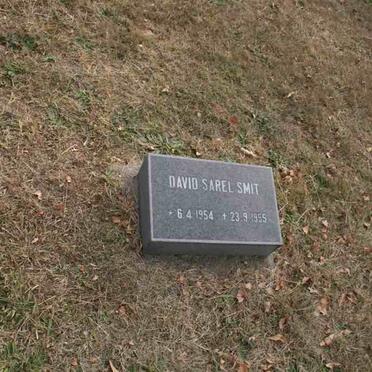 DAVID SAREL SMIT
* 6.4.1954 + 23.9.1955